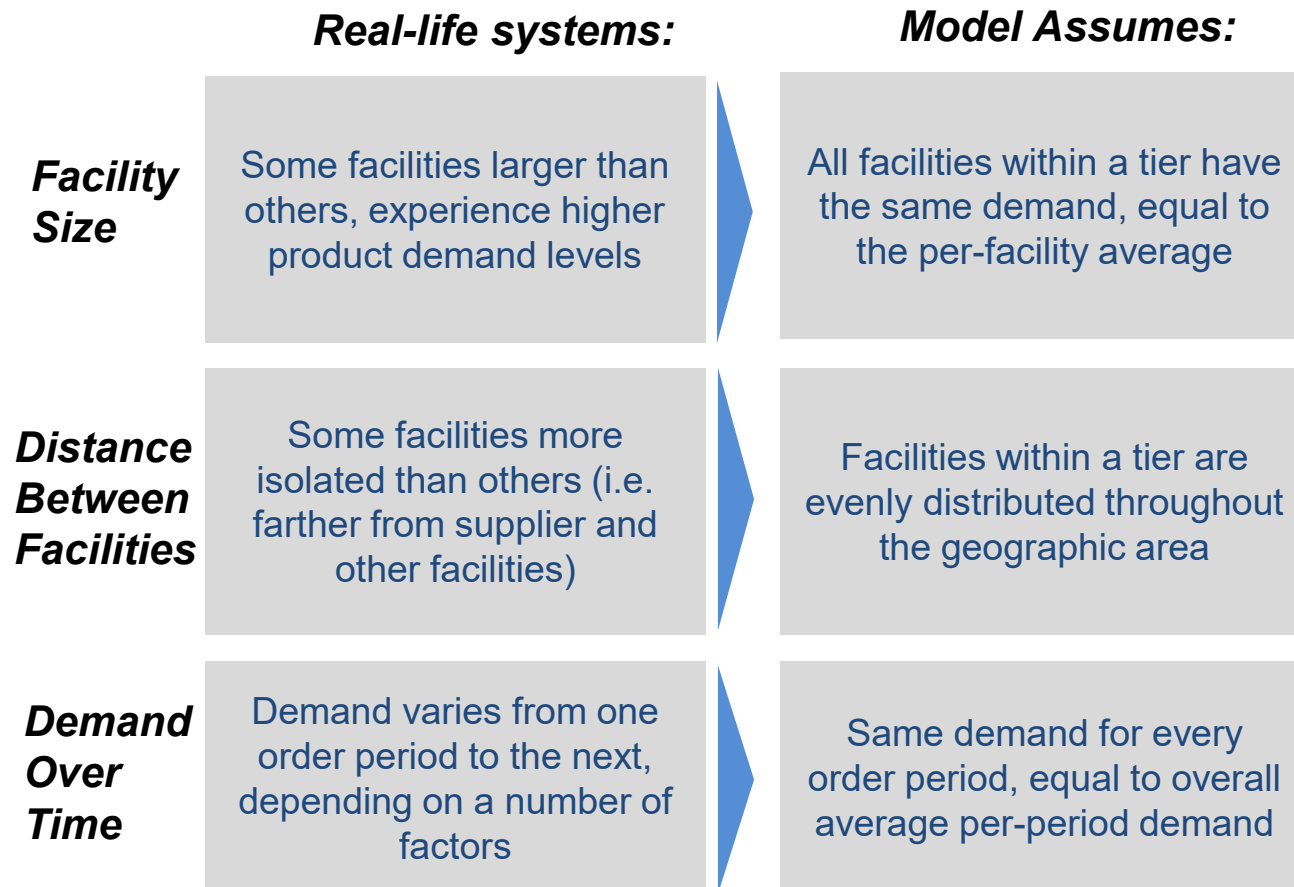 Real-life systems:
Model Assumes:
Facility
Size
Some facilities larger than
others, experience higher
product demand levels
All facilities within a tier have
the same demand, equal to
the per-facility average
Distance
Between
Facilities
Some facilities more
isolated than others (i.e.
farther from supplier and
other facilities)
Facilities within a tier are
evenly distributed throughout
the geographic area
Demand
Over
Time
Demand varies from one
order period to the next,
depending on a number of
factors
Same demand for every
order period, equal to overall
average per-period demand